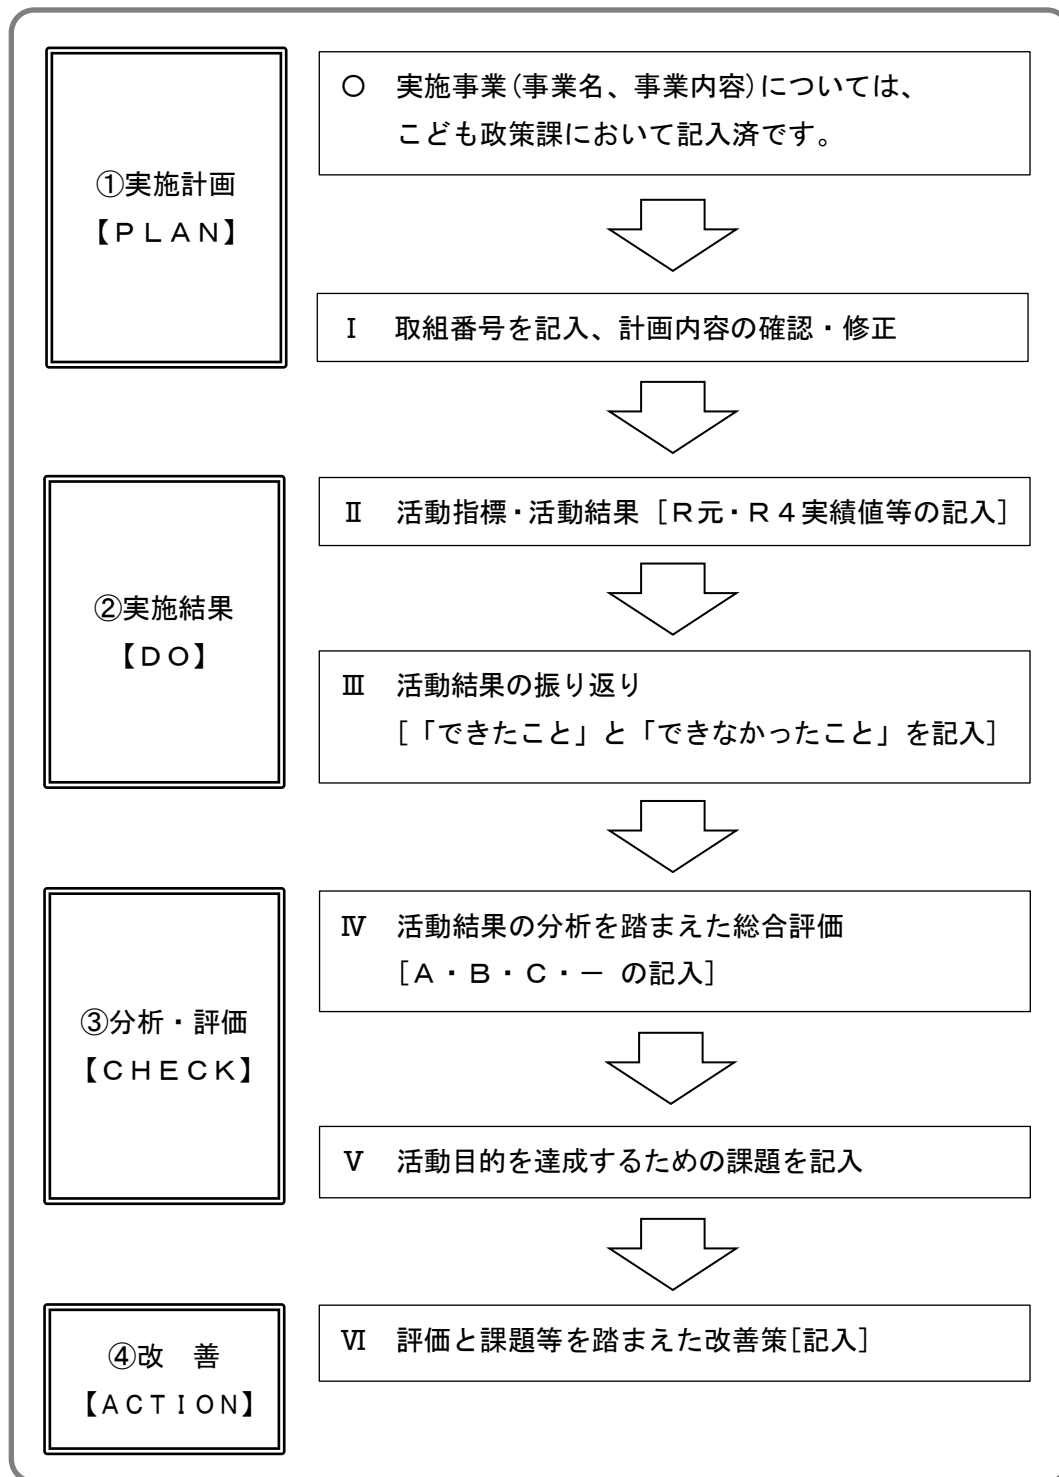 ①実施計画
【ＰＬＡＮ】
○　実施事業(事業名、事業内容)については、
こども政策課において記入済です。
Ⅰ　取組番号を記入、計画内容の確認・修正
②実施結果
【ＤＯ】
Ⅱ　活動指標・活動結果［Ｒ元・Ｒ４実績値等の記入］
Ⅲ　活動結果の振り返り
［「できたこと」と「できなかったこと」を記入］
③分析・評価
【ＣＨＥＣＫ】
Ⅳ　活動結果の分析を踏まえた総合評価
［Ａ・Ｂ・Ｃ・－ の記入］
Ⅴ　活動目的を達成するための課題を記入
④改　善
【ＡＣＴＩＯＮ】
Ⅵ　評価と課題等を踏まえた改善策[記入]